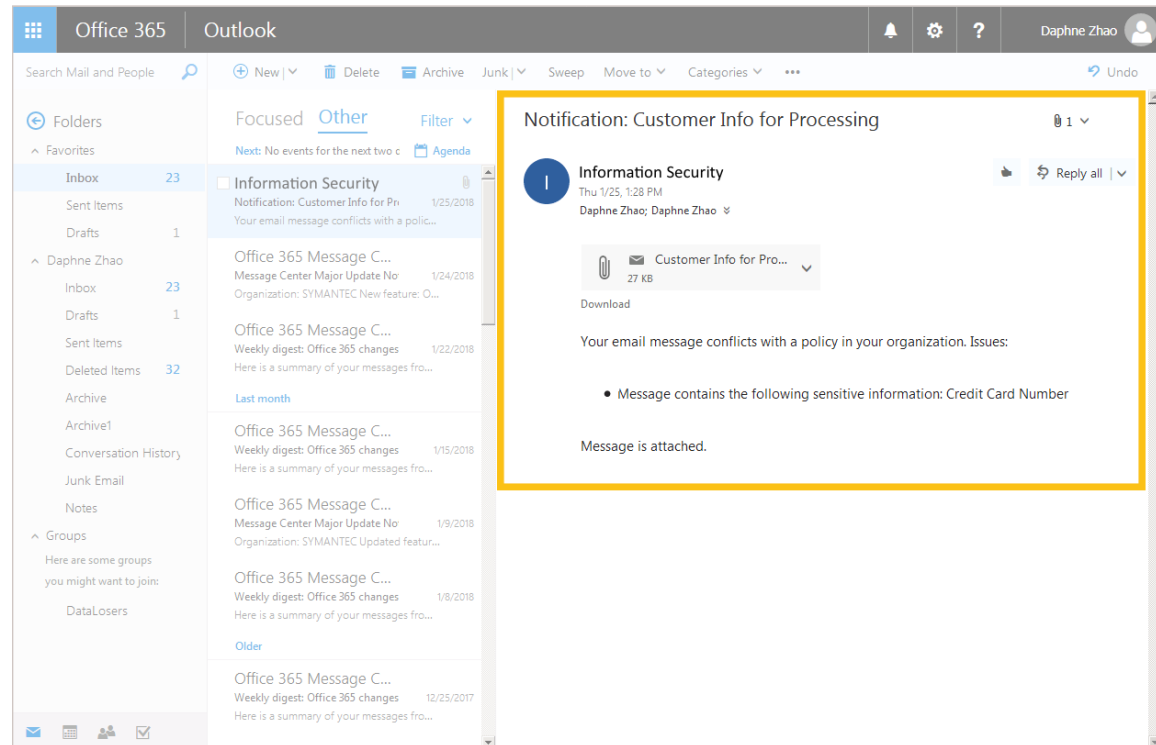 Office 365
Outlook
?
Daphne Zhao
Search Mail and People
New
Delete
Archive
Junk
Sweep
Move to
Categories
•••
Undo
Folders
Favorites
Inbox 23
Sent Items
Drafts 1
Daphne Zhao
Inbox 23
Drafts 1
Sent Items
Deleted Items 32
Archive
Archive1
Conversation History
Junk Email
Notes
Groups
Here are some groups
you might want to join:
DataLosers
Focused Other Filter
Next: No events for the next two c Agenda
Information Security
Notification: Customer Info for Pr 1/25/2018
Your email message conflicts with a polic...
Office 365 Message C...
Message Center Major Update No 1/24/2018
Organization: SYMANTEC New feature: O...
Office 365 Message C...
Weekly digest: Office 365 changes 1/22/2018
Here is a summary of your messages fro...
Last month
Office 365 Message C...
Weekly digest: Office 365 changes 1/15/2018
Here is a summary of your messages fro...
Office 365 Message C...
Message Center Major Update No 1/9/2018
Organization: SYMANTEC Updated featur...
Office 365 Message C...
Weekly digest: Office 365 changes 1/8/2018
Here is a summary of your messages fro...
Older
Office 365 Message C...
Weekly digest: Office 365 changes 12/25/2017
Here is a summary of your messages fro...
Notification: Customer Info for Processing
1
I
Information Security
Thu 1/25, 1:28 PM
Daphne Zhao; Daphne Zhao
Reply all
Customer Info for Pro...
27 KB
Download
Your email message conflicts with a policy in your organization. Issues:
• Message contains the following sensitive information: Credit Card Number
Message is attached.